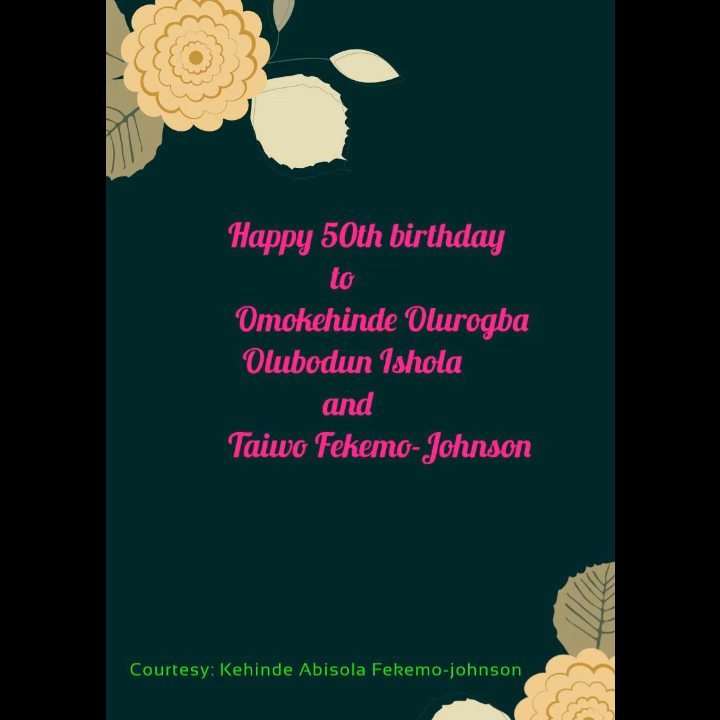 Happy 50th birthday
to
Omokehinde Olurogba
Olubodun Ishola
and
Taiwo Fekemo-Johnson
Courtesy: Kehinde Abisola Fekemo-johnson